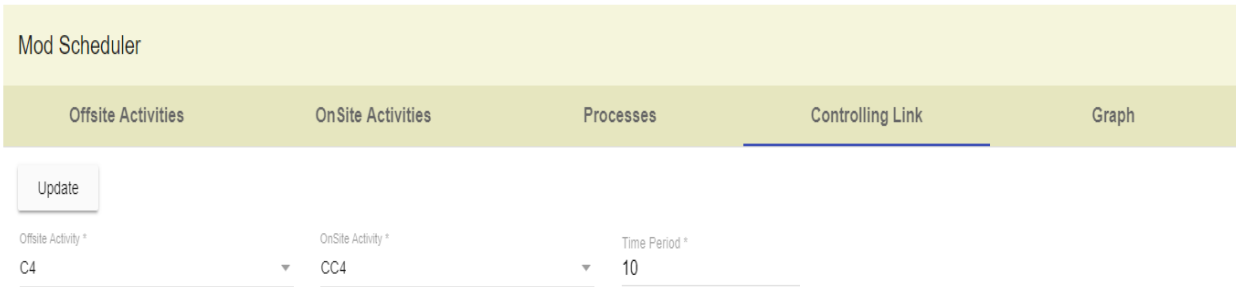 Mod Scheduler
Offsite Activities OnSite Activities Processes Controlling Link Graph
Update
Offsite Activity * OnSite Activity * Time Period *
C4 CC4 10